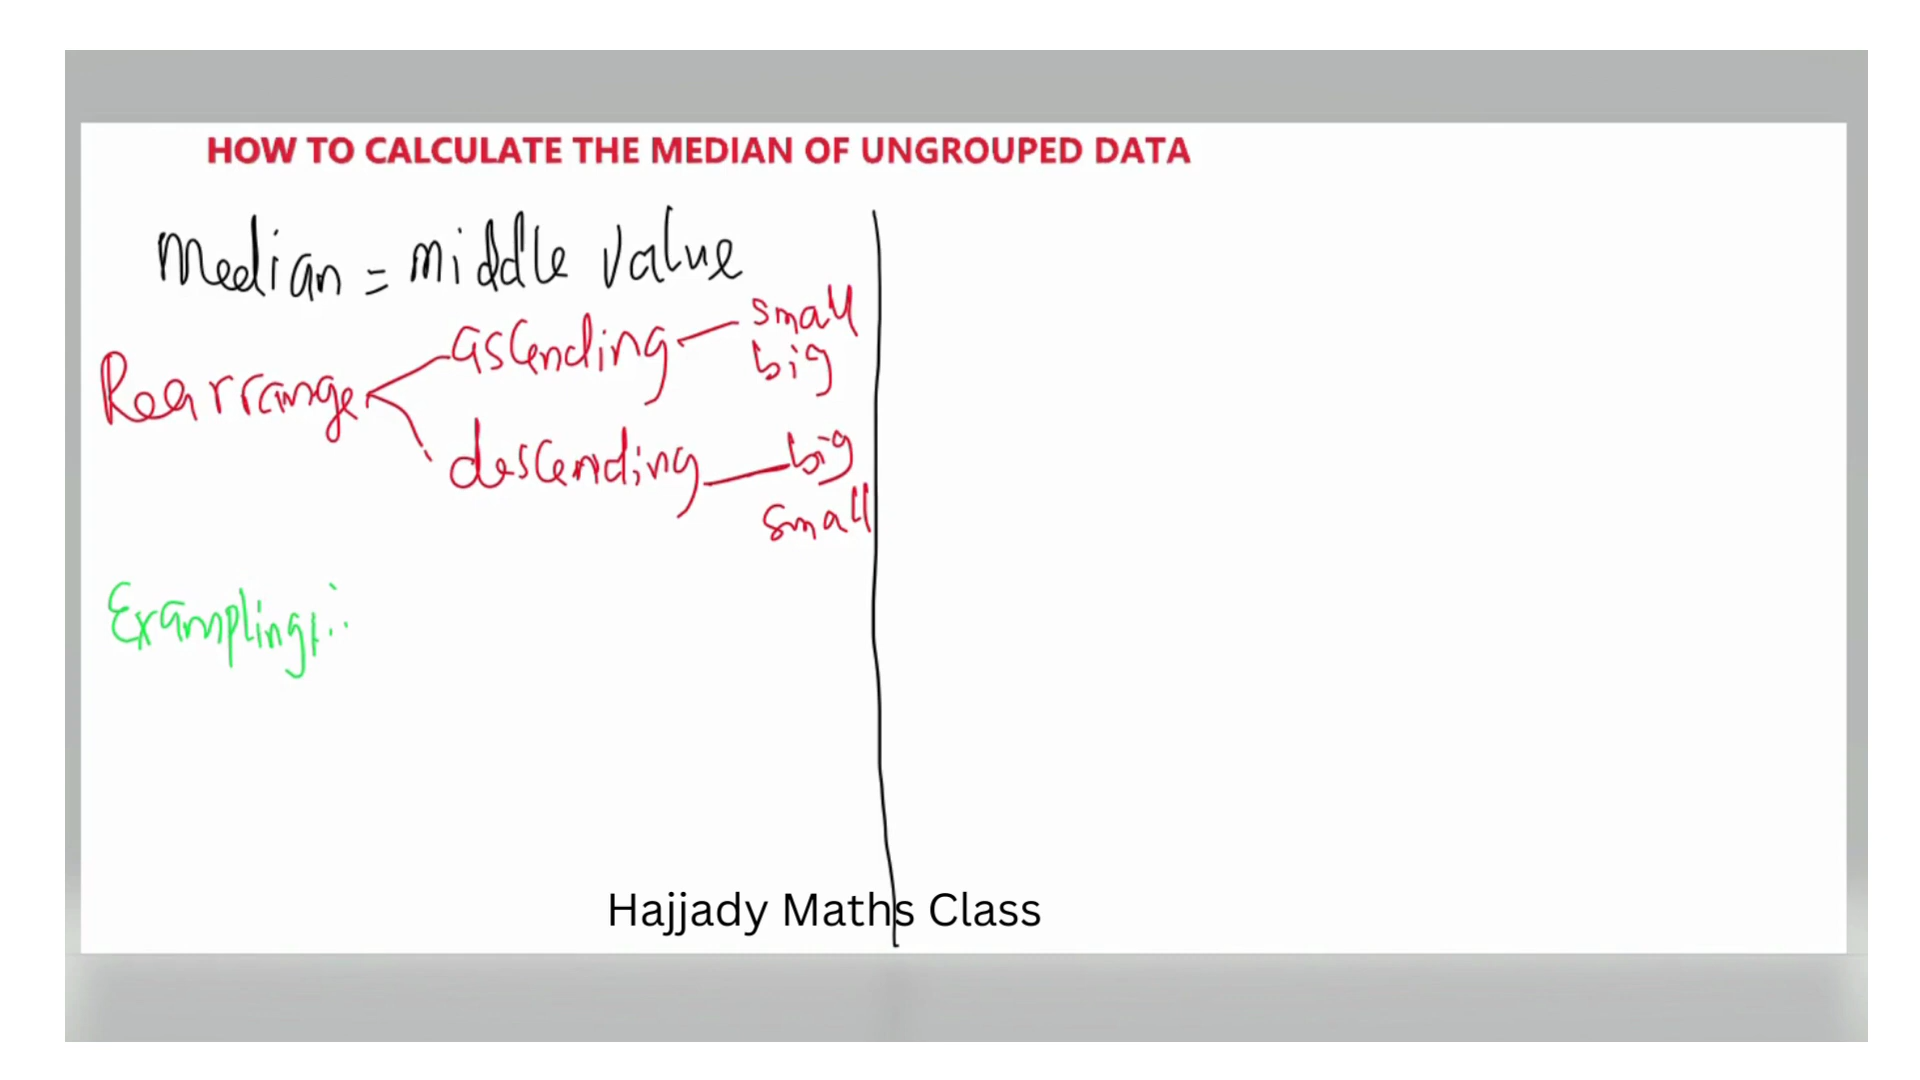 HOW TO CALCULATE THE MEDIAN OF UNGROUPED DATA
Median = middle value
Rearrange
ascending
small
big
descending
big
small
Hajjady Maths Class